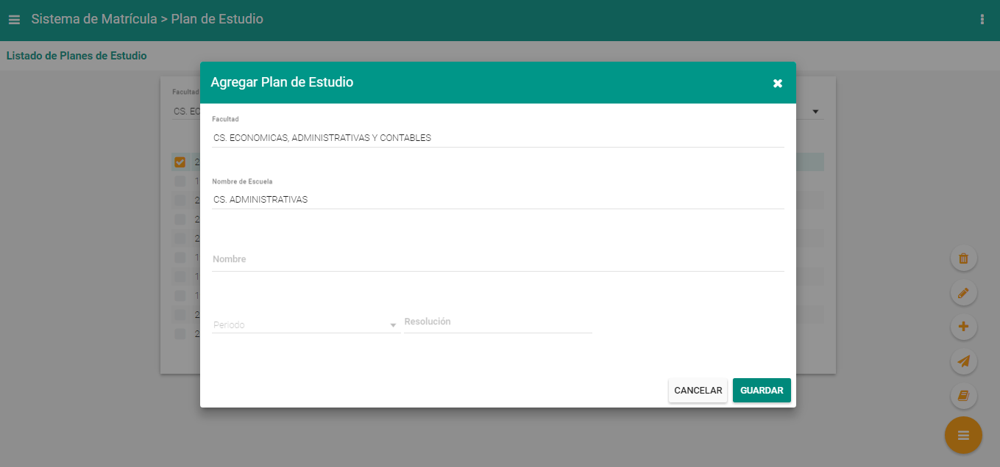 Sistema de Matrícula > Plan de Estudio
Listado de Planes de Estudio
Facultad
CS. EC
Agregar Plan de Estudio
Facultad
CS. ECONOMICAS, ADMINISTRATIVAS Y CONTABLES
Nombre de Escuela
CS. ADMINISTRATIVAS
Nombre
Periodo
Resolución
2
1
2
2
2
1
1
1
2
2
CANCELAR
GUARDAR